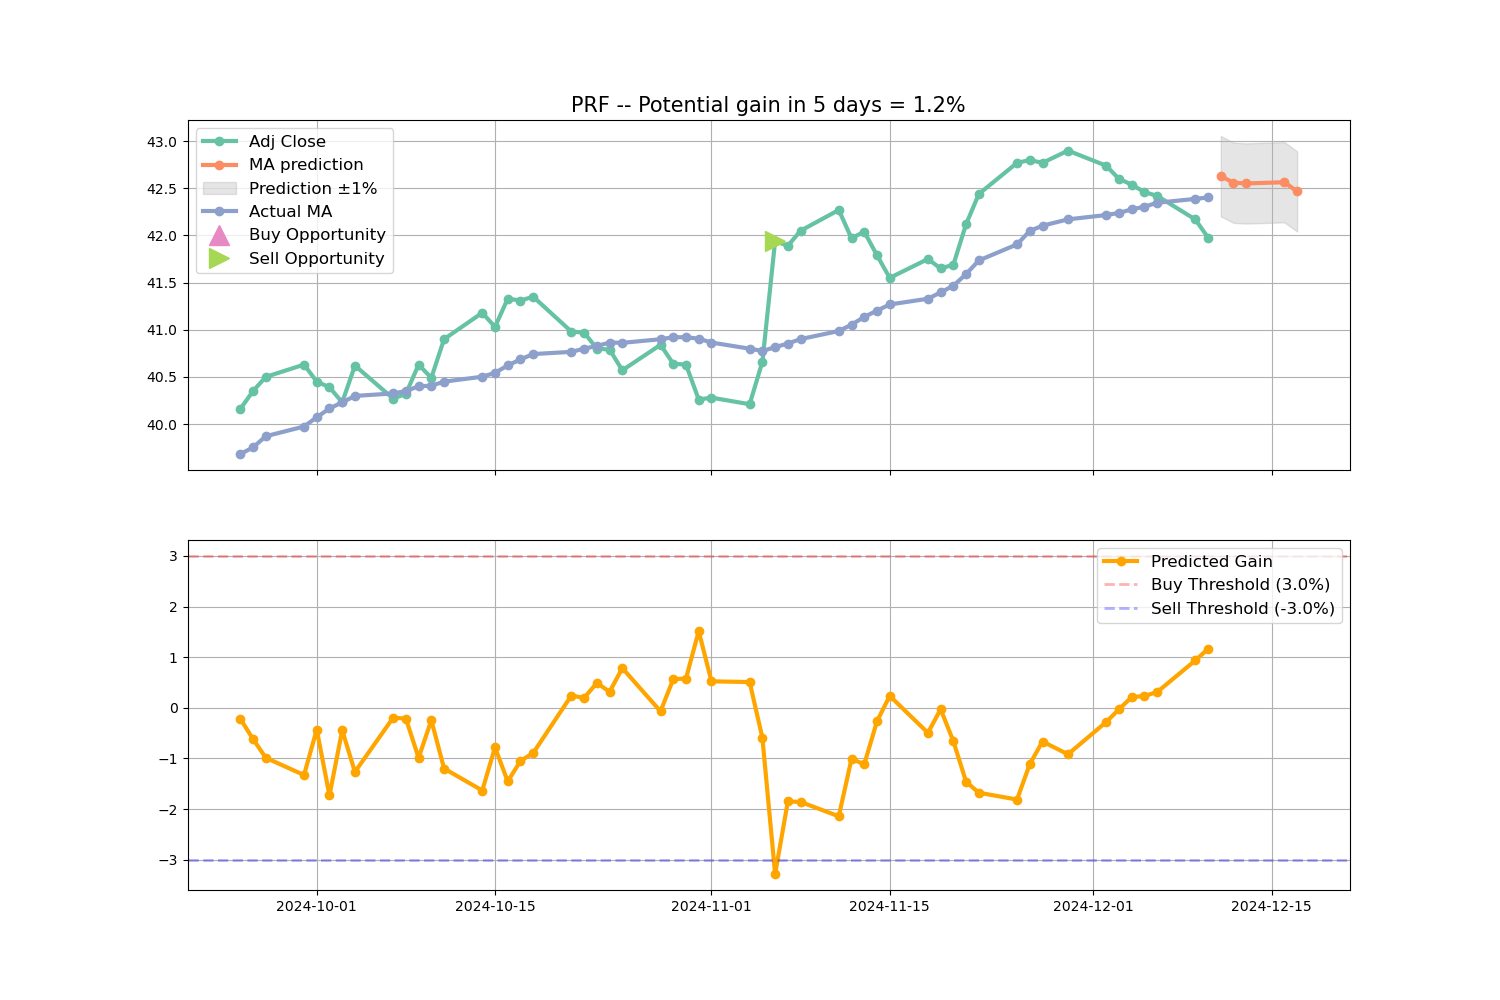 PRF -- Potential gain in 5 days = 1.2%
43.0
42.5
42.0
41.5
41.0
40.5
40.0
Adj Close
MA prediction
Prediction ±1%
Actual MA
Buy Opportunity
Sell Opportunity
3
2
1
0
−1
−2
−3
Predicted Gain
Buy Threshold (3.0%)
Sell Threshold (-3.0%)
2024-10-01
2024-10-15
2024-11-01
2024-11-15
2024-12-01
2024-12-15